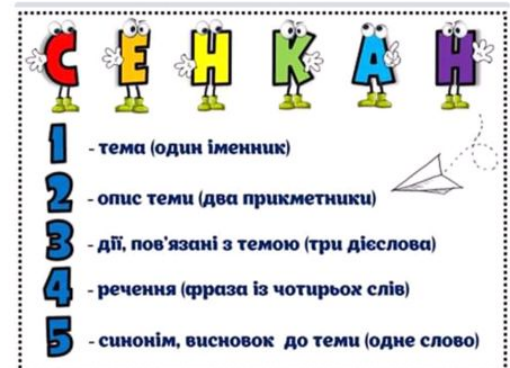 СЕНКАН
1 - тема (один іменник)
2 - опис теми (два прикметники)
3 - дії, пов'язані з темою (три дієслова)
4 - речення (фраза із чотирьох слів)
5 - синонім, висновок до теми (одне слово)